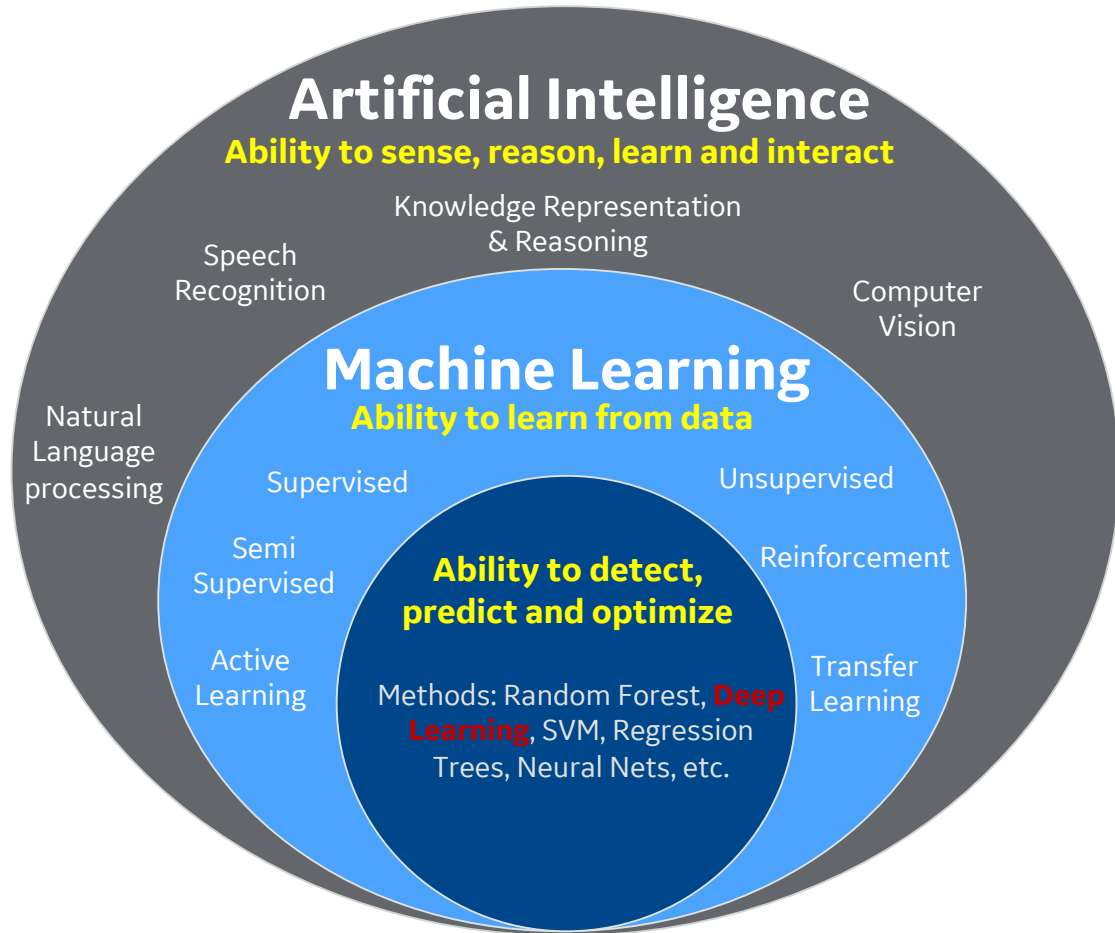 Artificial Intelligence
Ability to sense, reason, learn and interact
Knowledge Representation
& Reasoning
Speech
Recognition
Computer
Vision
Machine Learning
Ability to learn from data
Natural
Language
processing
Supervised
Unsupervised
Semi
Supervised
Reinforcement
Ability to detect,
predict and optimize
Active
Learning
Transfer
Learning
Methods: Random Forest, Deep
Learning, SVM, Regression
Trees, Neural Nets, etc.